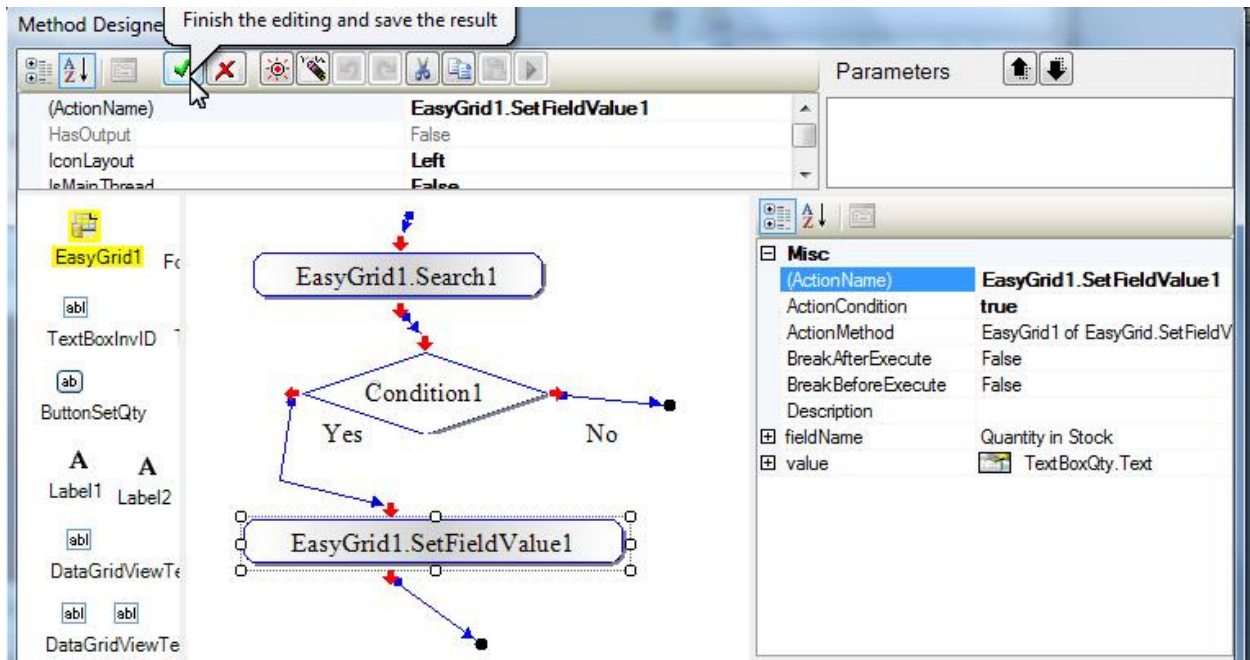 Method Designe
Finish the editing and save the result
Parameters
(ActionName) EasyGrid1.SetFieldValue1
HasOutput False
IconLayout Left
IsMainThread False
EasyGrid1
TextBoxInvID
ButtonSetQty
Label1 Label2
DataGridViewTe
DataGridViewTe
EasyGrid1.Search1
Condition1
Yes No
EasyGrid1.SetFieldValue1
Misc
(ActionName) EasyGrid1.SetFieldValue1
ActionCondition true
ActionMethod EasyGrid1 of EasyGrid.SetFieldV
BreakAfterExecute False
BreakBeforeExecute False
Description
fieldName Quantity in Stock
value TextBoxQty.Text